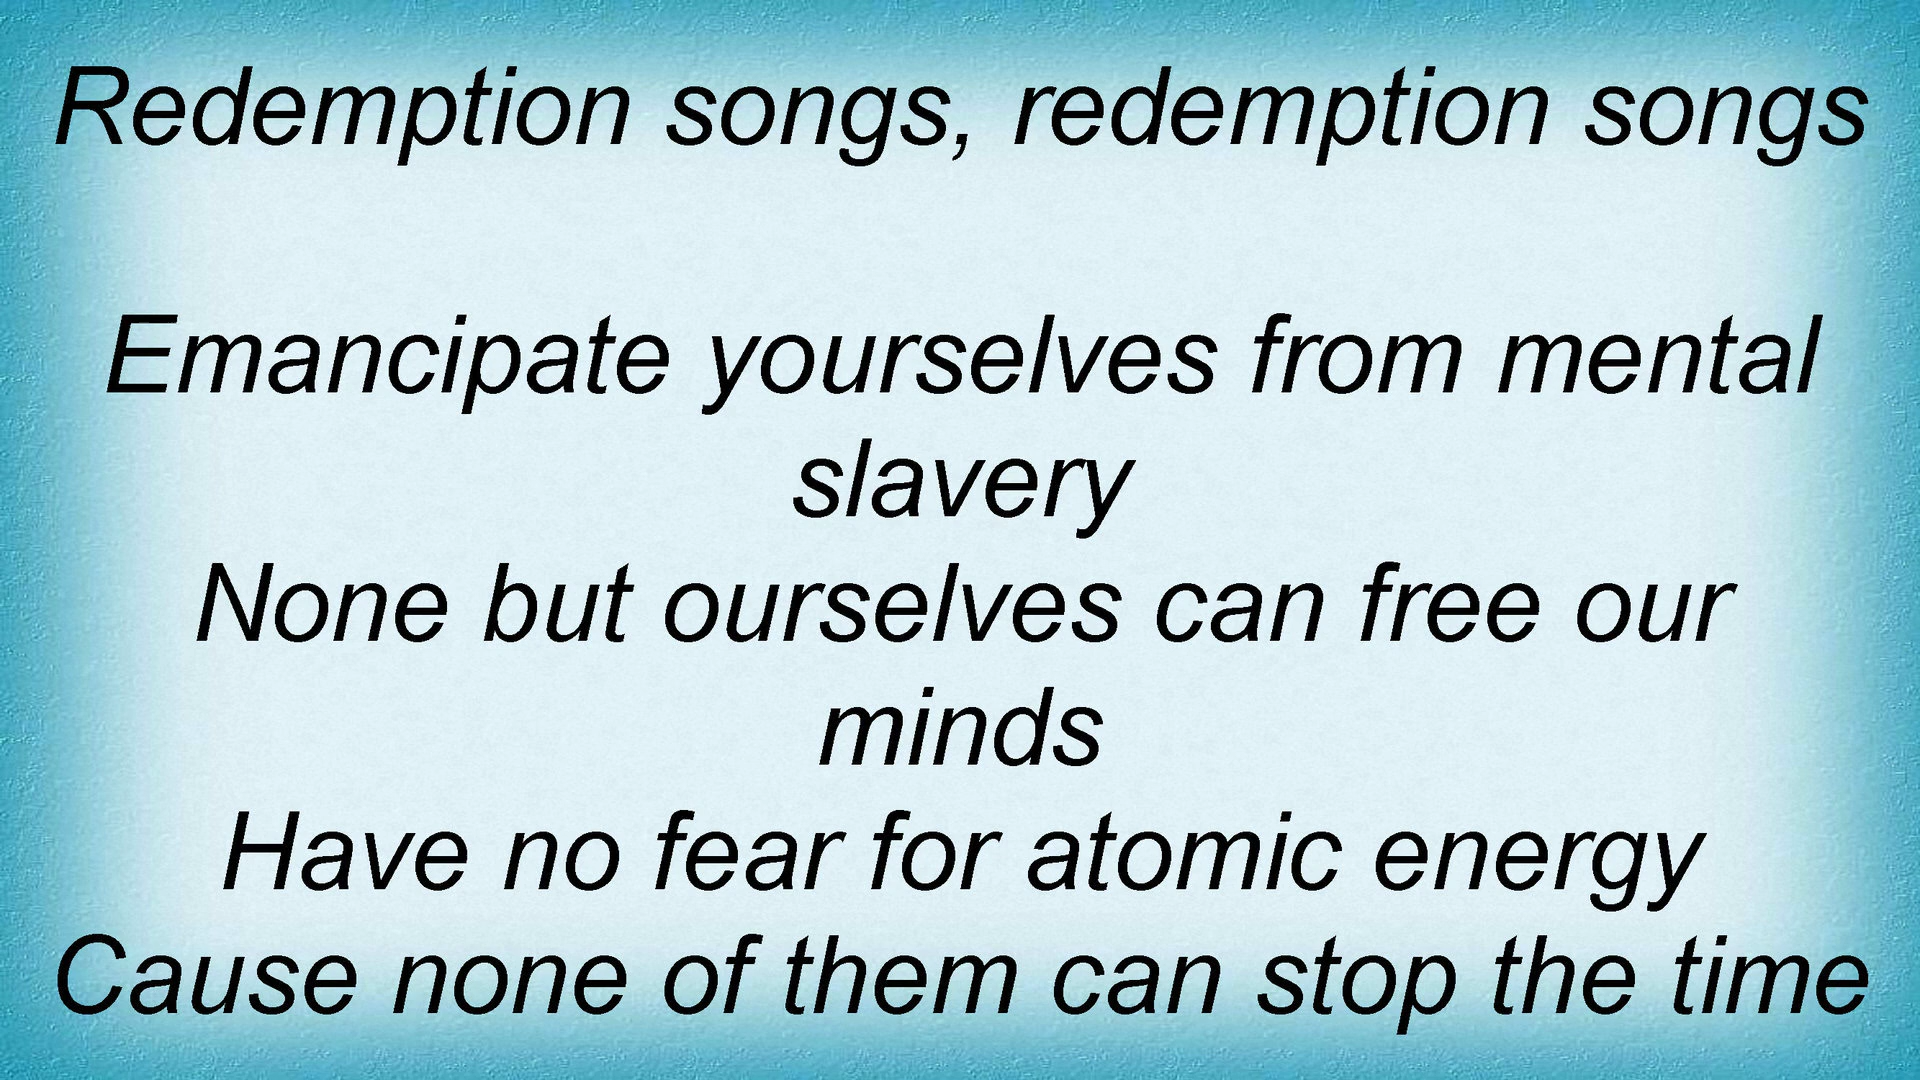 Redemption songs, redemption songs
Emancipate yourselves from mental
slavery
None but ourselves can free our
minds
Have no fear for atomic energy
Cause none of them can stop the time